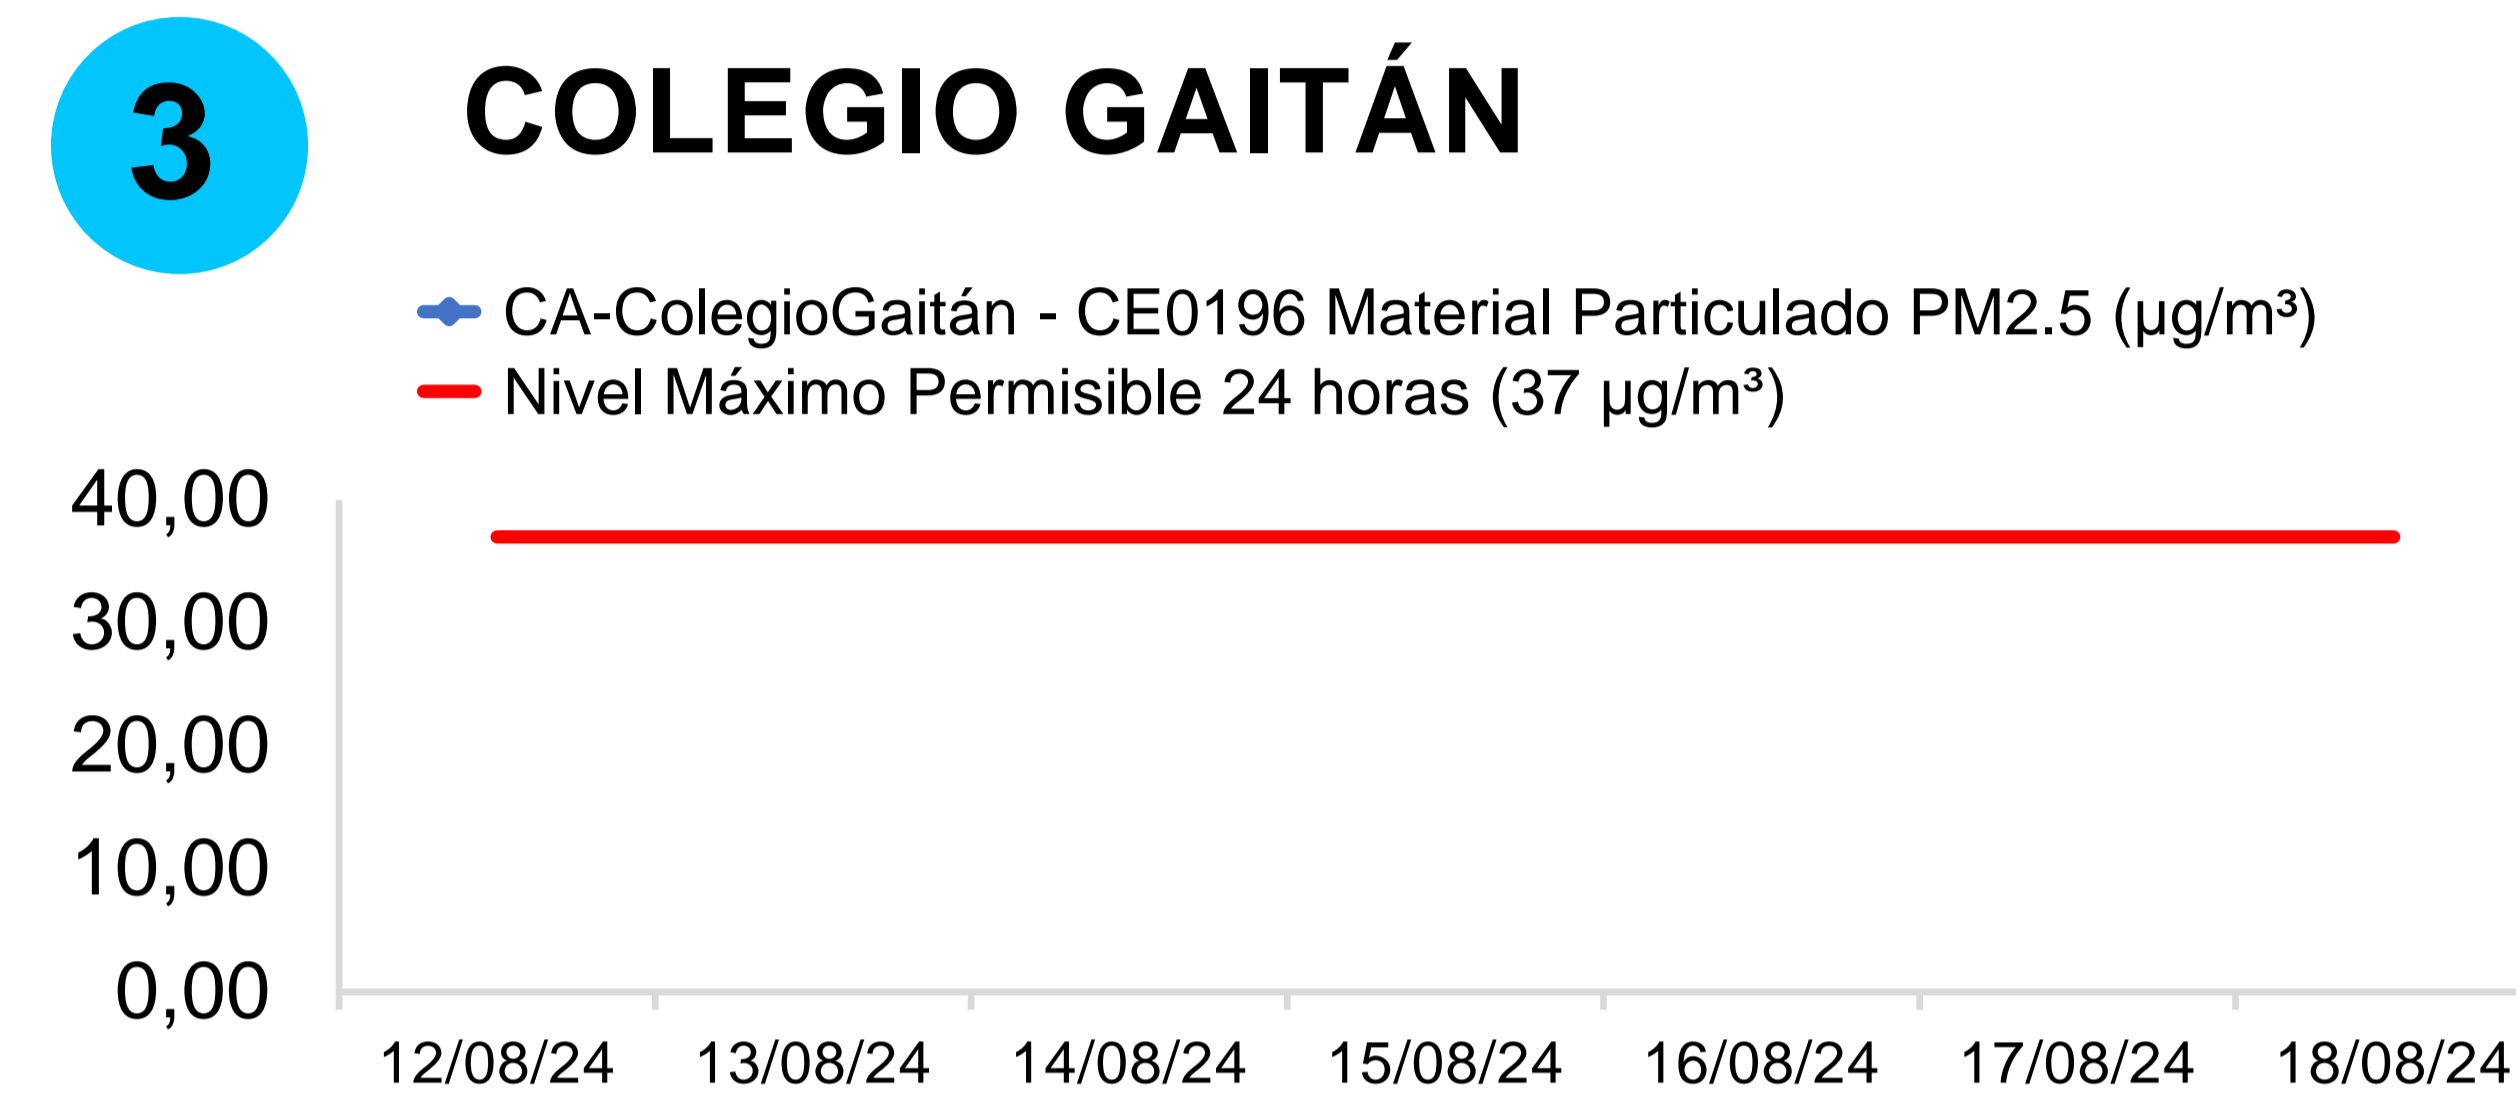 3
COLEGIO GAITÁN
CA-ColegioGaitán - CE0196 Material Particulado PM2.5 (µg/m³)
Nivel Máximo Permisible 24 horas (37 µg/m³)
40,00
30,00
20,00
10,00
0,00
12/08/24 13/08/24 14/08/24 15/08/24 16/08/24 17/08/24 18/08/24